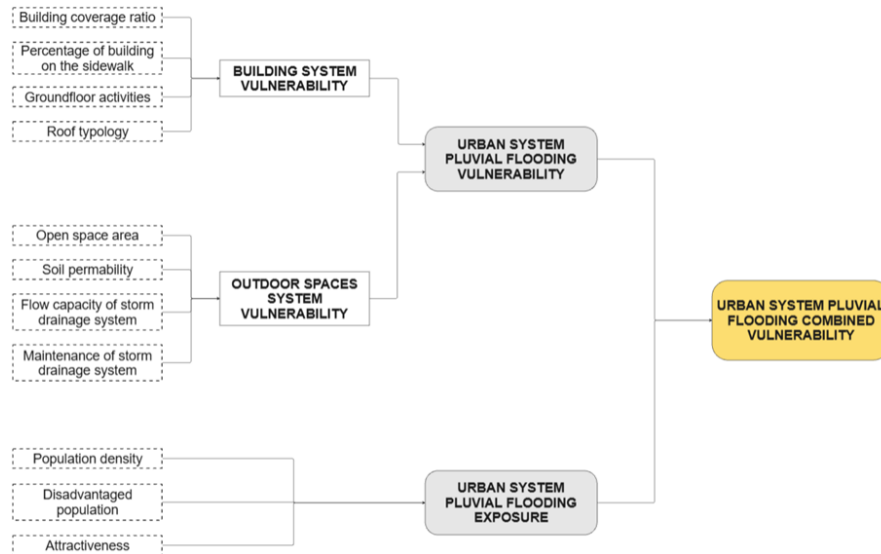 Building coverage ratio
Percentage of building
on the sidewalk
Groundfloor activities
Roof typology
BUILDING SYSTEM
VULNERABILITY
URBAN SYSTEM
PLUVIAL FLOODING
VULNERABILITY
Open space area
Soil permability
Flow capacity of storm
drainage system
Maintenance of storm
drainage system
OUTDOOR SPACES
SYSTEM
VULNERABILITY
URBAN SYSTEM PLUVIAL
FLOODING COMBINED
VULNERABILITY
Population density
Disadvantaged
population
Attractiveness
URBAN SYSTEM
PLUVIAL FLOODING
EXPOSURE